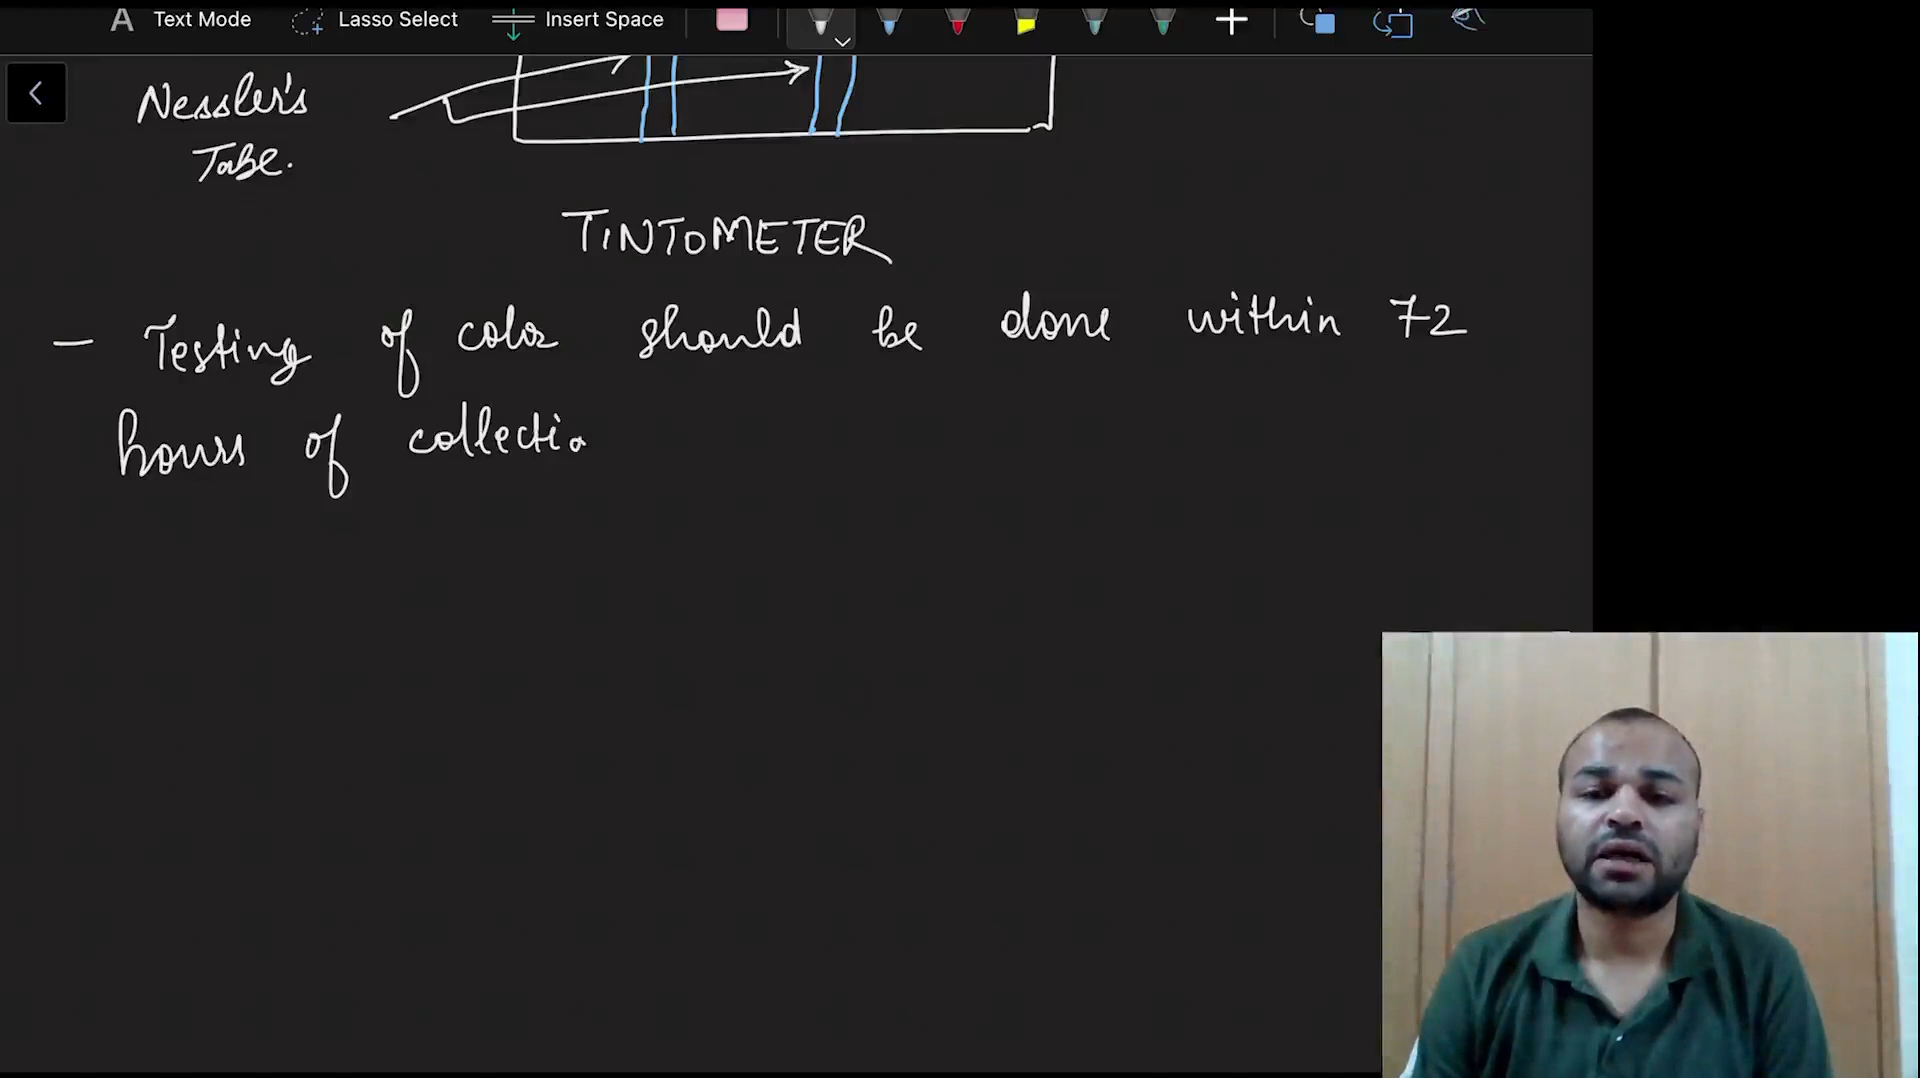 Text Mode Lasso Select Insert Space
Nessler's
Tube.
TINTOMETER
- Testing of color should be done within 72
hours of collectio